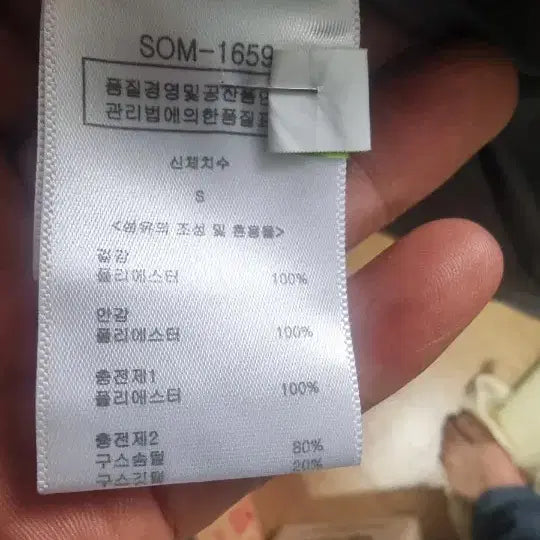 SOM-1659
품질경영및공산품안
관리법에의한품질표
신체치수
S
<섬유의 조성 및 혼용률>
겉감
폴리에스터 100%
안감
폴리에스터 100%
충전제1
폴리에스터 100%
충전제2
구스솜털 80%
구스깃털 20%